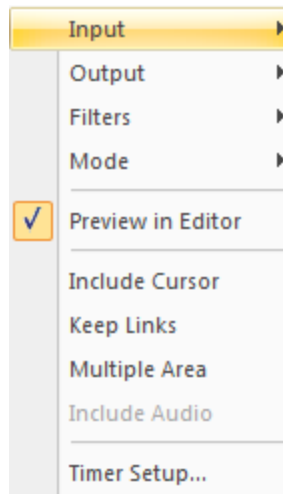 Input
Output
Filters
Mode
Preview in Editor
Include Cursor
Keep Links
Multiple Area
Include Audio
Timer Setup...